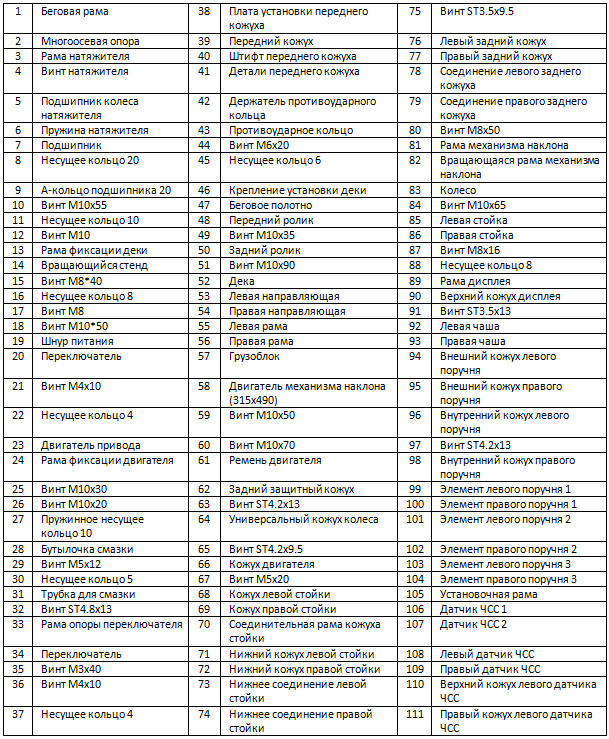 1 Беговая рама 38 Плата установки переднего кожуха 75 Винт ST3.5x9.5
2 Многоосевая опора 39 Передний кожух 76 Левый задний кожух
3 Рама натяжителя 40 Штифт переднего кожуха 77 Правый задний кожух
4 Винт натяжителя 41 Детали переднего кожуха 78 Соединение левого заднего кожуха
5 Подшипник колеса натяжителя 42 Держатель противоударного кольца 79 Соединение правого заднего кожуха
6 Пружина натяжителя 43 Противоударное кольцо 80 Винт M8x50
7 Подшипник 44 Винт M6x20 81 Рама механизма наклона
8 Несущее кольцо 20 45 Несущее кольцо 6 82 Вращающаяся рама механизма наклона
9 А-кольцо подшипника 20 46 Крепление установки деки 83 Колесо
10 Винт M10x55 47 Беговое полотно 84 Винт M10x65
11 Несущее кольцо 10 48 Передний ролик 85 Левая стойка
12 Винт M10 49 Винт M10x35 86 Правая стойка
13 Рама фиксации деки 50 Задний ролик 87 Винт M8x16
14 Вращающийся стенд 51 Винт M10x90 88 Несущее кольцо 8
15 Винт M8*40 52 Дека 89 Рама дисплея
16 Несущее кольцо 8 53 Левая направляющая 90 Верхний кожух дисплея
17 Винт M8 54 Правая направляющая 91 Винт ST3.5x13
18 Винт M10*50 55 Левая рама 92 Левая чаша
19 Шнур питания 56 Правая рама 93 Правая чаша
20 Переключатель 57 Грузоблок 94 Внешний кожух левого поручня
21 Винт M4x10 58 Двигатель механизма наклона (315x490) 95 Внешний кожух правого поручня
22 Несущее кольцо 4 59 Винт M10x50 96 Внутренний кожух левого поручня
23 Двигатель привода 60 Винт M10x70 97 Винт ST4.2x13
24 Рама фиксации двигателя 61 Ремень двигателя 98 Внутренний кожух правого поручня
25 Винт M10x30 62 Задний защитный кожух 99 Элемент левого поручня 1
26 Винт M10x20 63 Винт ST4.2x13 100 Элемент правого поручня 1
27 Пружинное несущее кольцо 10 64 Универсальный кожух колеса 101 Элемент левого поручня 2
28 Бутылочка смазки 65 Винт ST4.2x9.5 102 Элемент правого поручня 2
29 Винт M5x12 66 Кожух двигателя 103 Элемент левого поручня 3
30 Несущее кольцо 5 67 Винт M5x20 104 Элемент правого поручня 3
31 Трубка для смазки 68 Кожух левой стойки 105 Установочная рама
32 Винт ST4.8x13 69 Кожух правой стойки 106 Датчик ЧСС 1
33 Рама опоры переключателя 70 Соединительная рама кожуха стойки 107 Датчик ЧСС 2
34 Переключатель 71 Нижний кожух левой стойки 108 Левый датчик ЧСС
35 Винт M3x40 72 Нижний кожух правой стойки 109 Правый датчик ЧСС
36 Винт M4x10 73 Нижнее соединение левой стойки 110 Верхний кожух левого датчика ЧСС
37 Несущее кольцо 4 74 Нижнее соединение правой стойки 111 Правый кожух левого датчика ЧСС